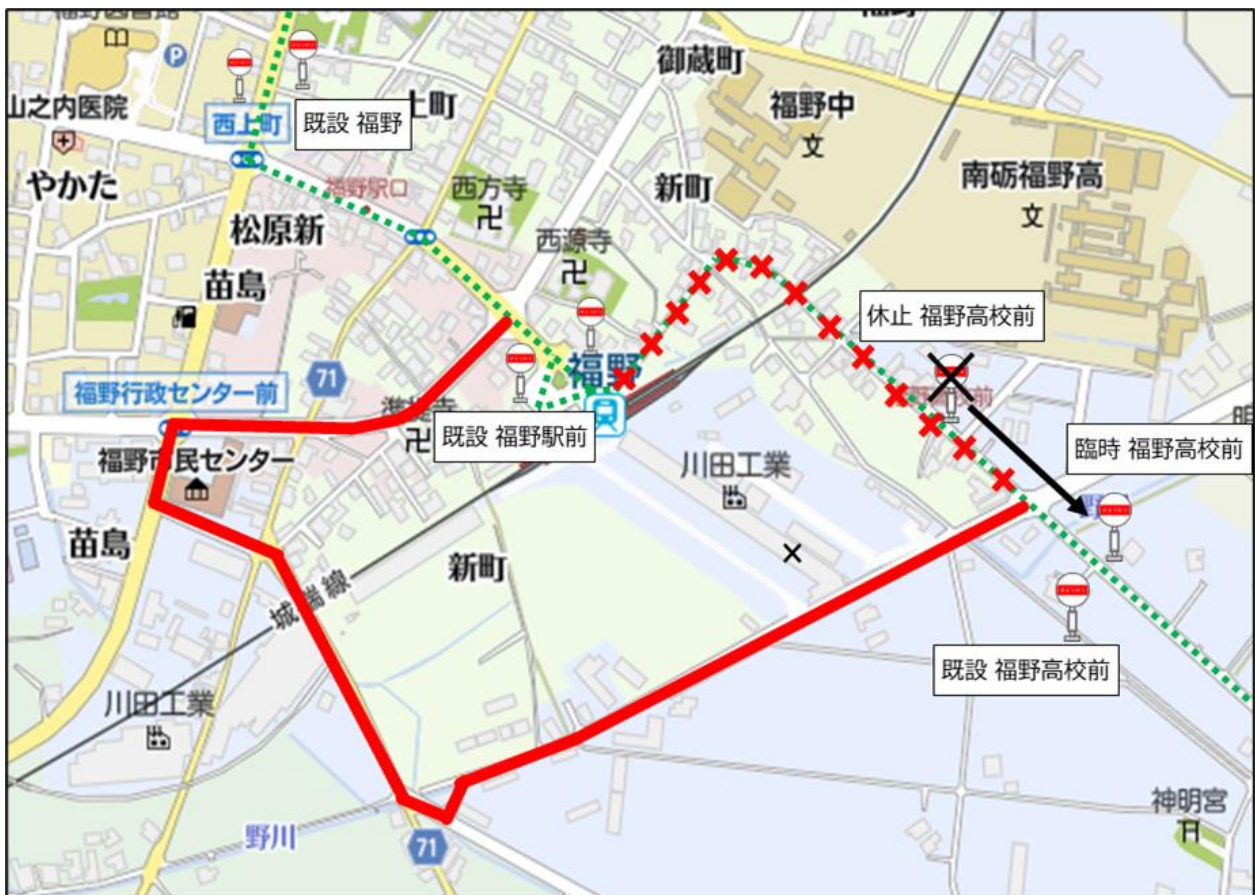 福野図書館
御蔵町
福野中
上町
山之内医院
西上町
既設 福野
南砺福野高
福野駅口
西方寺
新町
やかた
松原新
西源寺
苗島
休止 福野高校前
71
福野
福野行政センター前
既設 福野駅前
川田工業
臨時 福野高校前
福野市民センター
苗島
新町
城端線
既設 福野高校前
川田工業
神明宮
野川
71